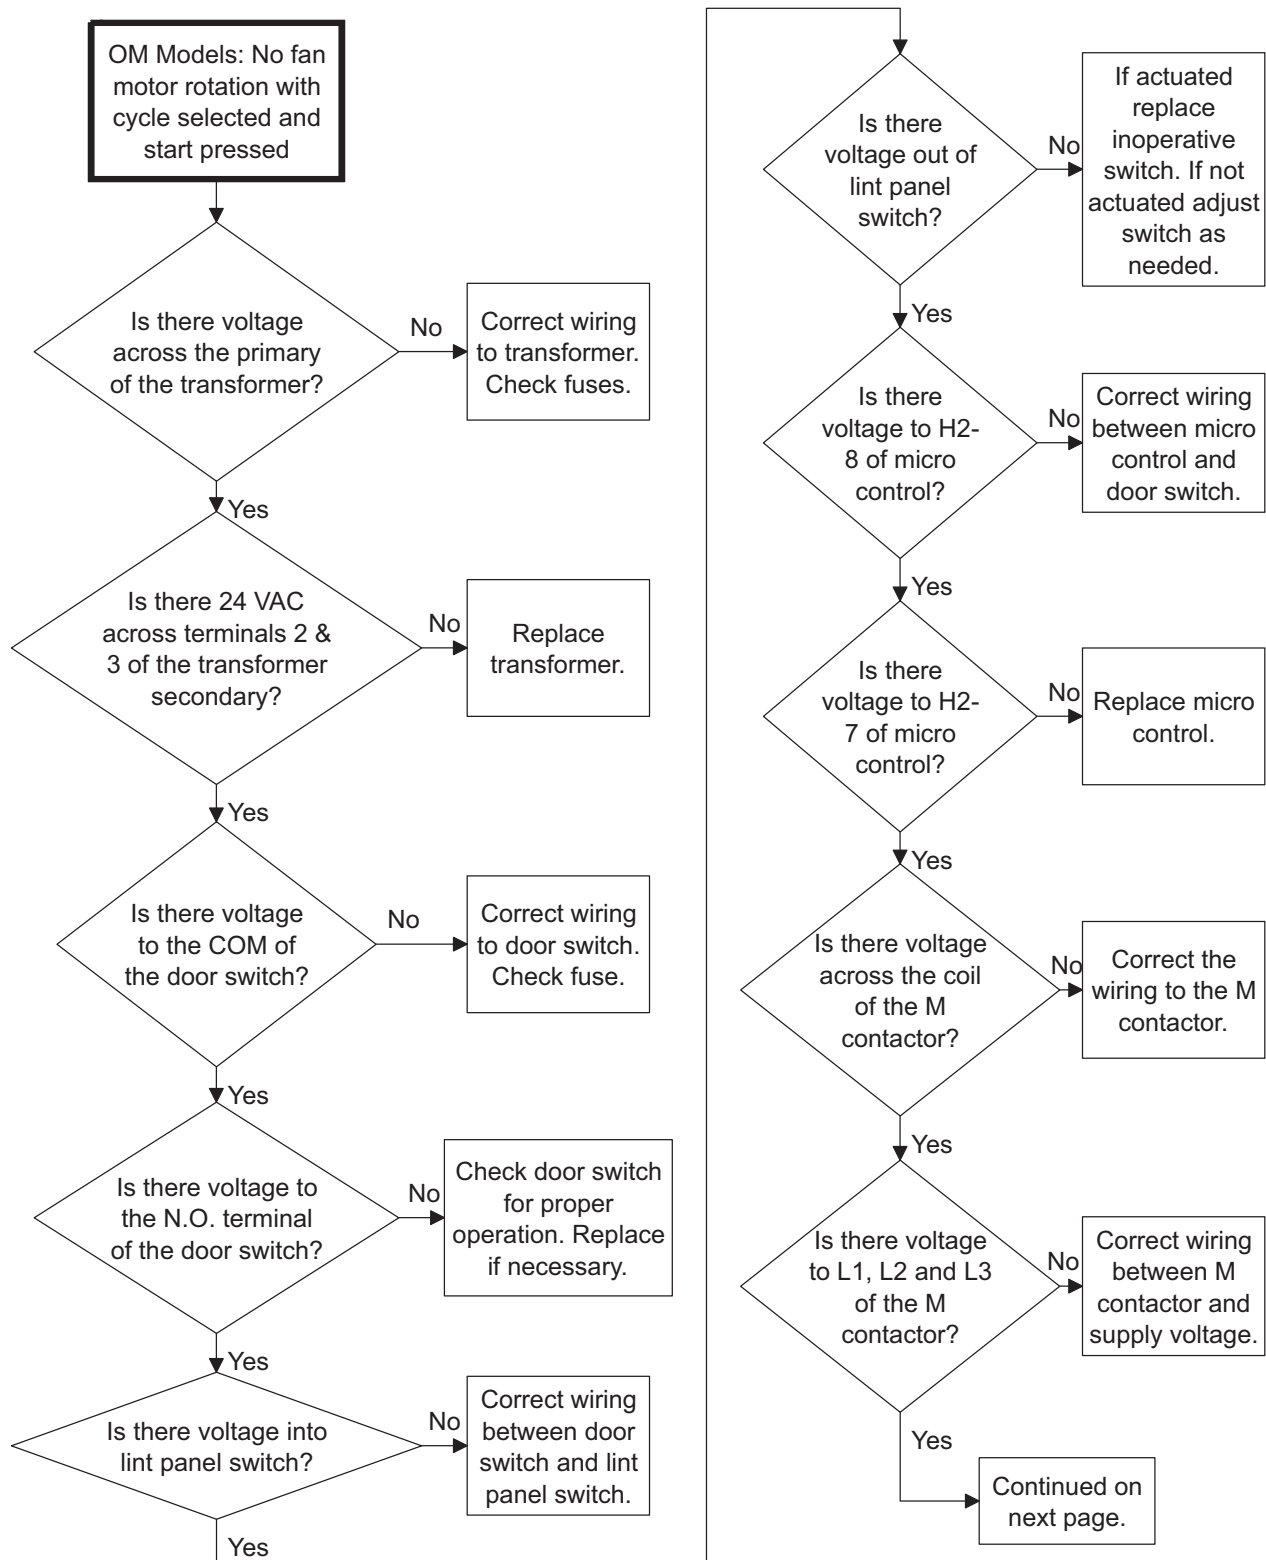 OM Models: No fan
motor rotation with
cycle selected and
start pressed
Is there voltage
across the primary
of the transformer?
No
Correct wiring
to transformer.
Check fuses.
Yes
Is there 24 VAC
across terminals 2 &
3 of the transformer
secondary?
No
Replace
transformer.
Yes
Is there voltage
to the COM of
the door switch?
No
Correct wiring
to door switch.
Check fuse.
Yes
Is there voltage to
the N.O. terminal
of the door switch?
No
Check door switch
for proper
operation. Replace
if necessary.
Yes
Is there voltage into
lint panel switch?
No
Correct wiring
between door
switch and lint
panel switch.
Yes
Is there
voltage out of
lint panel
switch?
No
If actuated
replace
inoperative
switch. If not
actuated adjust
switch as
needed.
Yes
Is there
voltage to H2-
8 of micro
control?
No
Correct wiring
between micro
control and
door switch.
Yes
Is there
voltage to H2-
7 of micro
control?
No
Replace micro
control.
Yes
Is there voltage
across the coil
of the M
contactor?
No
Correct the
wiring to the M
contactor.
Yes
Is there voltage
to L1, L2 and L3
of the M
contactor?
No
Correct wiring
between M
contactor and
supply voltage.
Yes
Continued on
next page.